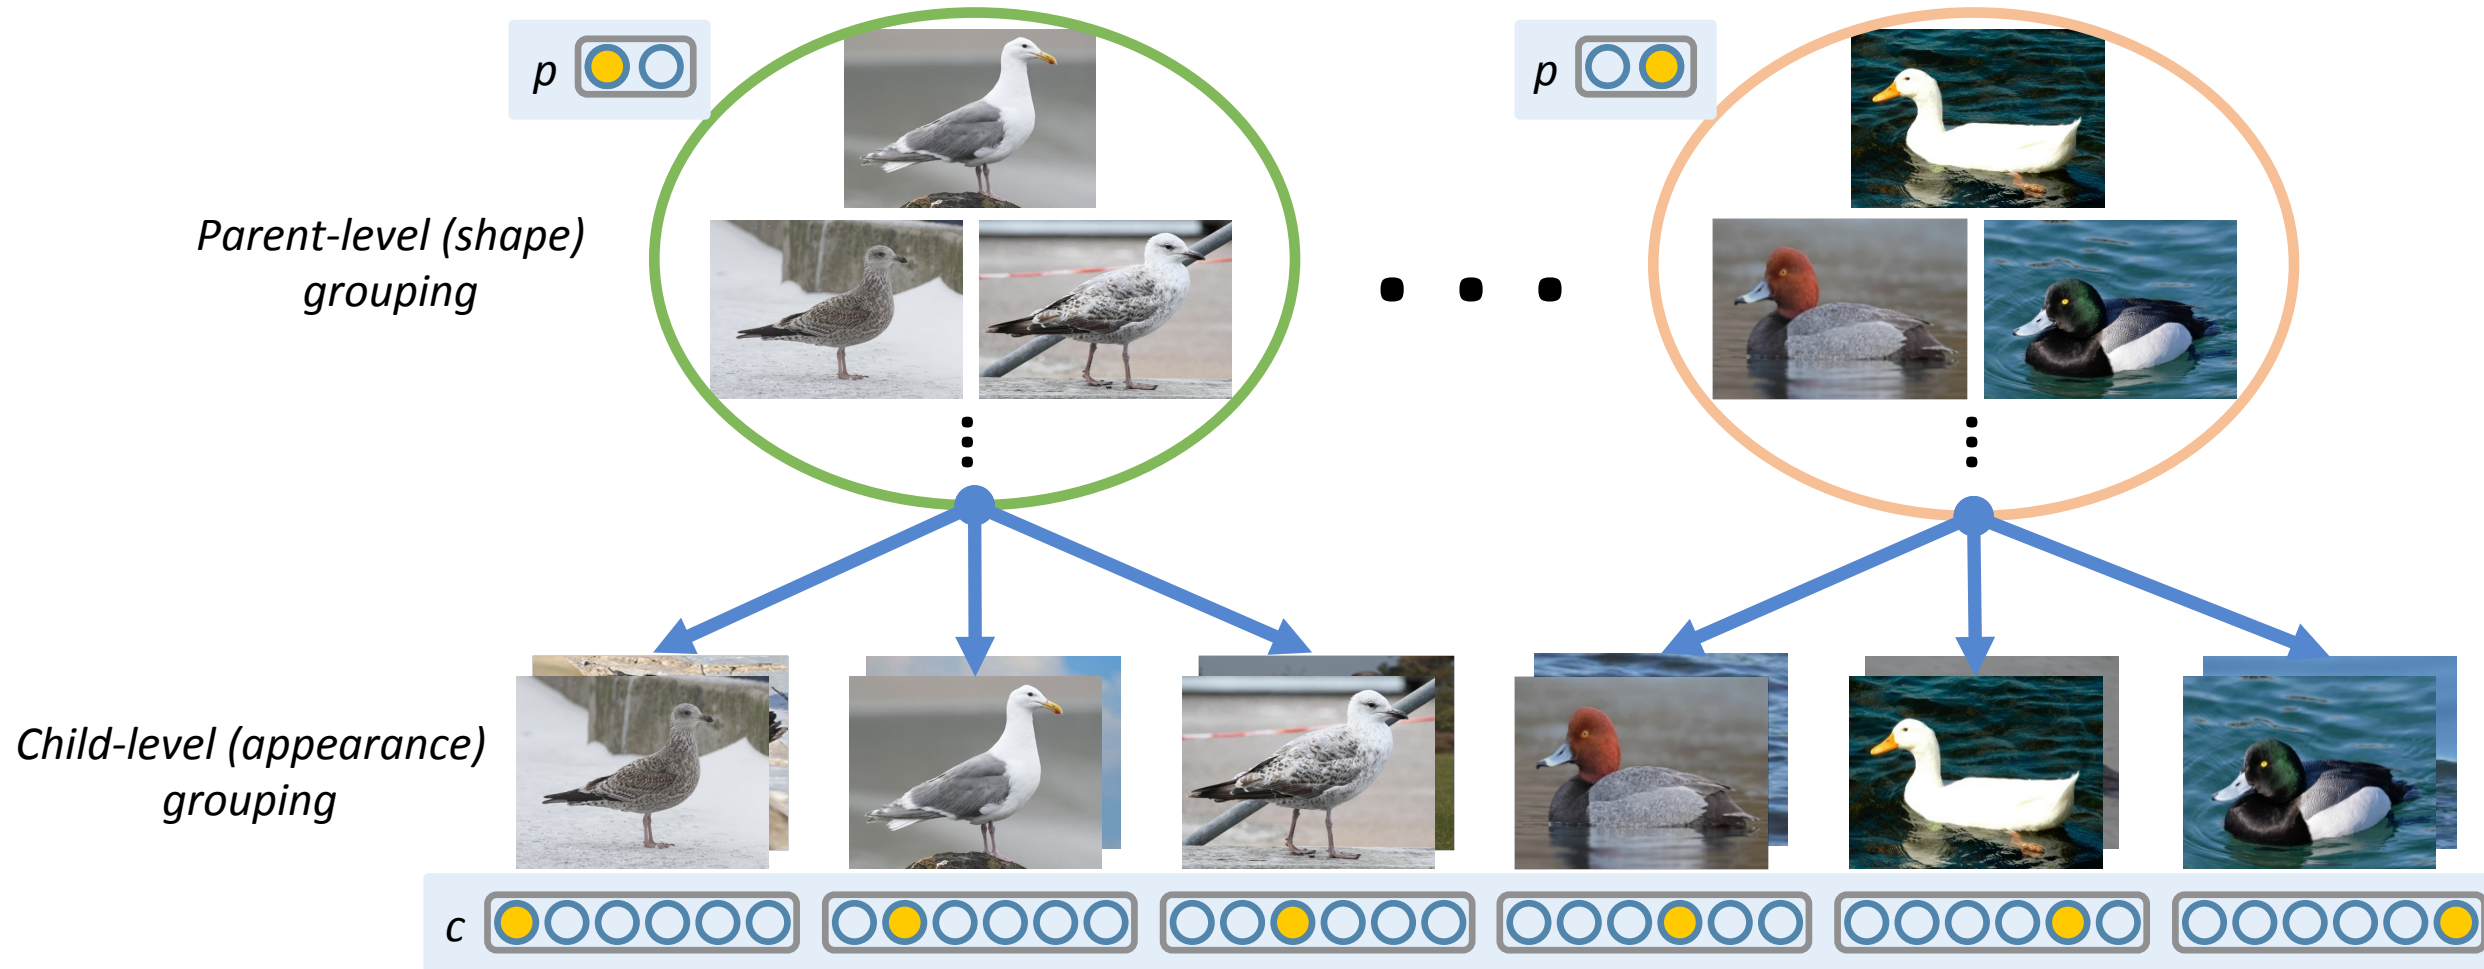 p
p
Parent-level (shape)
grouping
Child-level (appearance)
grouping
c